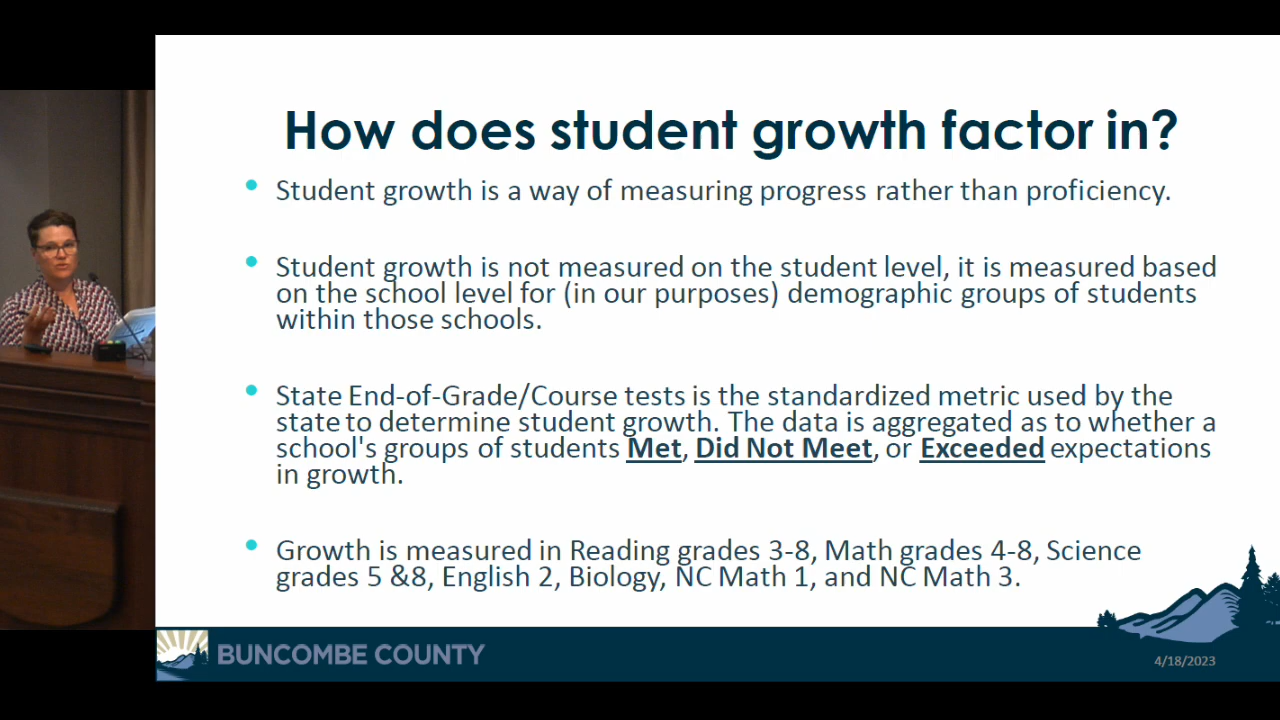 How does student growth factor in?
• Student growth is a way of measuring progress rather than proficiency.
• Student growth is not measured on the student level, it is measured based
on the school level for (in our purposes) demographic groups of students
within those schools.
• State End-of-Grade/Course tests is the standardized metric used by the
state to determine student growth. The data is aggregated as to whether a
school's groups of students Met, Did Not Meet, or Exceeded expectations
in growth.
• Growth is measured in Reading grades 3-8, Math grades 4-8, Science
grades 5 &8, English 2, Biology, NC Math 1, and NC Math 3.
BUNCOMBE COUNTY
4/18/2023